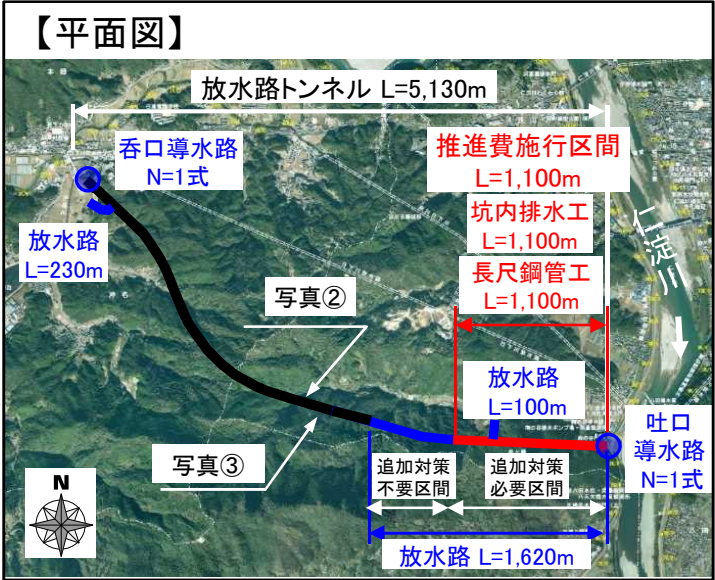 【平面図】
放水路トンネル L=5,130m
呑口導水路
N=1式
推進費施行区間
L=1,100m
坑内排水工
L=1,100m
長尺鋼管工
L=1,100m
仁淀川
放水路
L=230m
写真②
放水路
L=100m
吐口
導水路
N=1式
写真③
追加対策
不要区間
追加対策
必要区間
N
放水路 L=1,620m